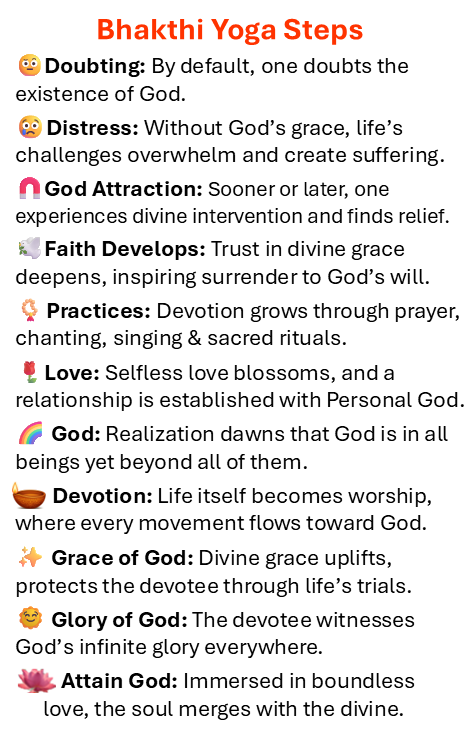 Bhakthi Yoga Steps
Doubting: By default, one doubts the
existence of God.
Distress: Without God's grace, life's
challenges overwhelm and create suffering.
God Attraction: Sooner or later, one
experiences divine intervention and finds relief.
Faith Develops: Trust in divine grace
deepens, inspiring surrender to God's will.
Practices: Devotion grows through prayer,
chanting, singing & sacred rituals.
Love: Selfless love blossoms, and a
relationship is established with Personal God.
God: Realization dawns that God is in all
beings yet beyond all of them.
Devotion: Life itself becomes worship,
where every movement flows toward God.
Grace of God: Divine grace uplifts,
protects the devotee through life's trials.
Glory of God: The devotee witnesses
God's infinite glory everywhere.
Attain God: Immersed in boundless
love, the soul merges with the divine.